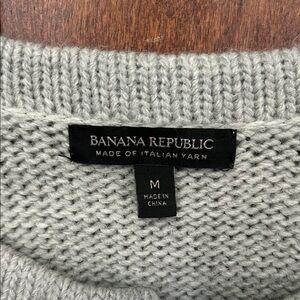 BANANA REPUBLIC
MADE OF ITALIAN YARN
M
MADE IN
CHINA